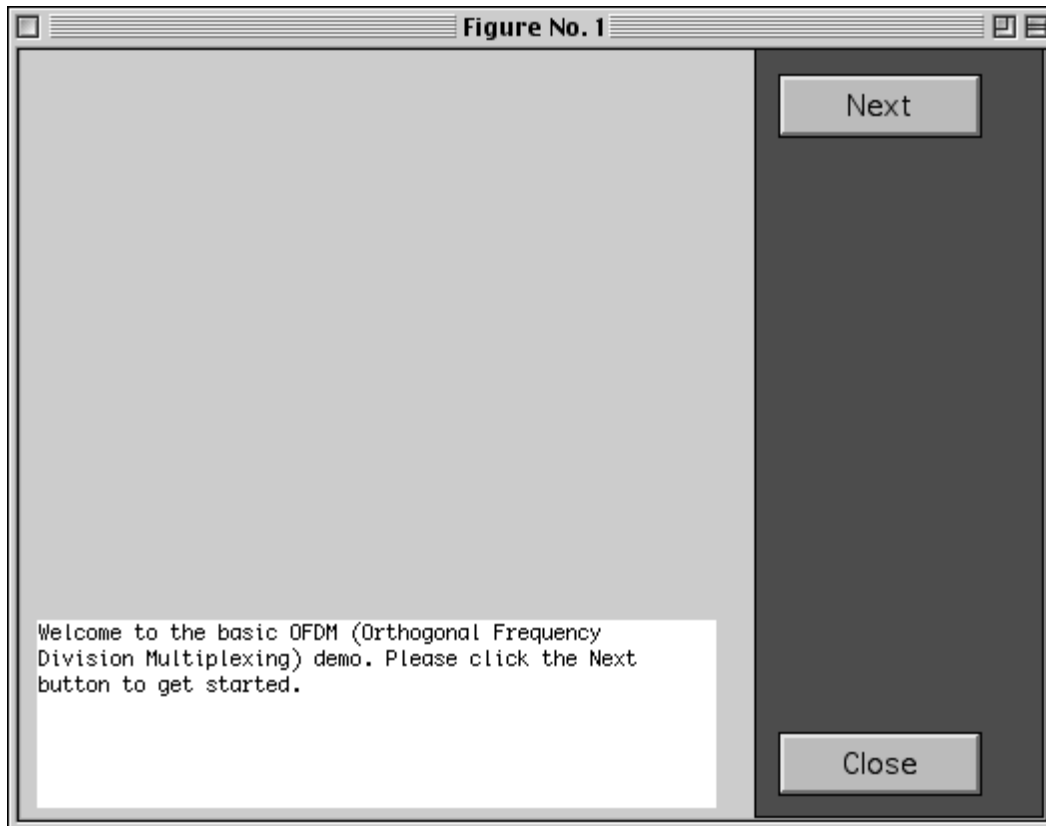 Figure No. 1
Next
Welcome to the basic OFDM (Orthogonal Frequency
Division Multiplexing) demo. Please click the Next
button to get started.
Close